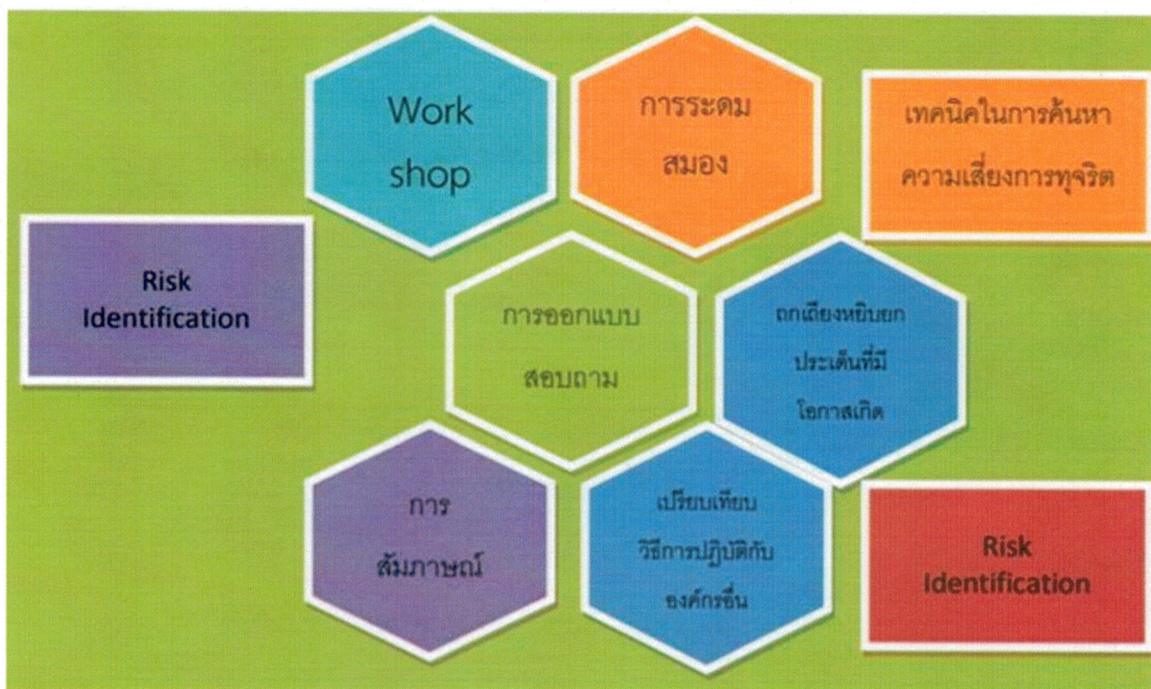 Work
shop
การระดม
สมอง
เทคนิคในการค้นหา
ความเสี่ยงการทุจริต
Risk
Identification
การออกแบบ
สอบถาม
ถกเถียงหยิบยก
ประเด็นที่มี
โอกาสเกิด
การ
สัมภาษณ์
เปรียบเทียบ
วิธีการปฏิบัติกับ
องค์กรอื่น
Risk
Identification